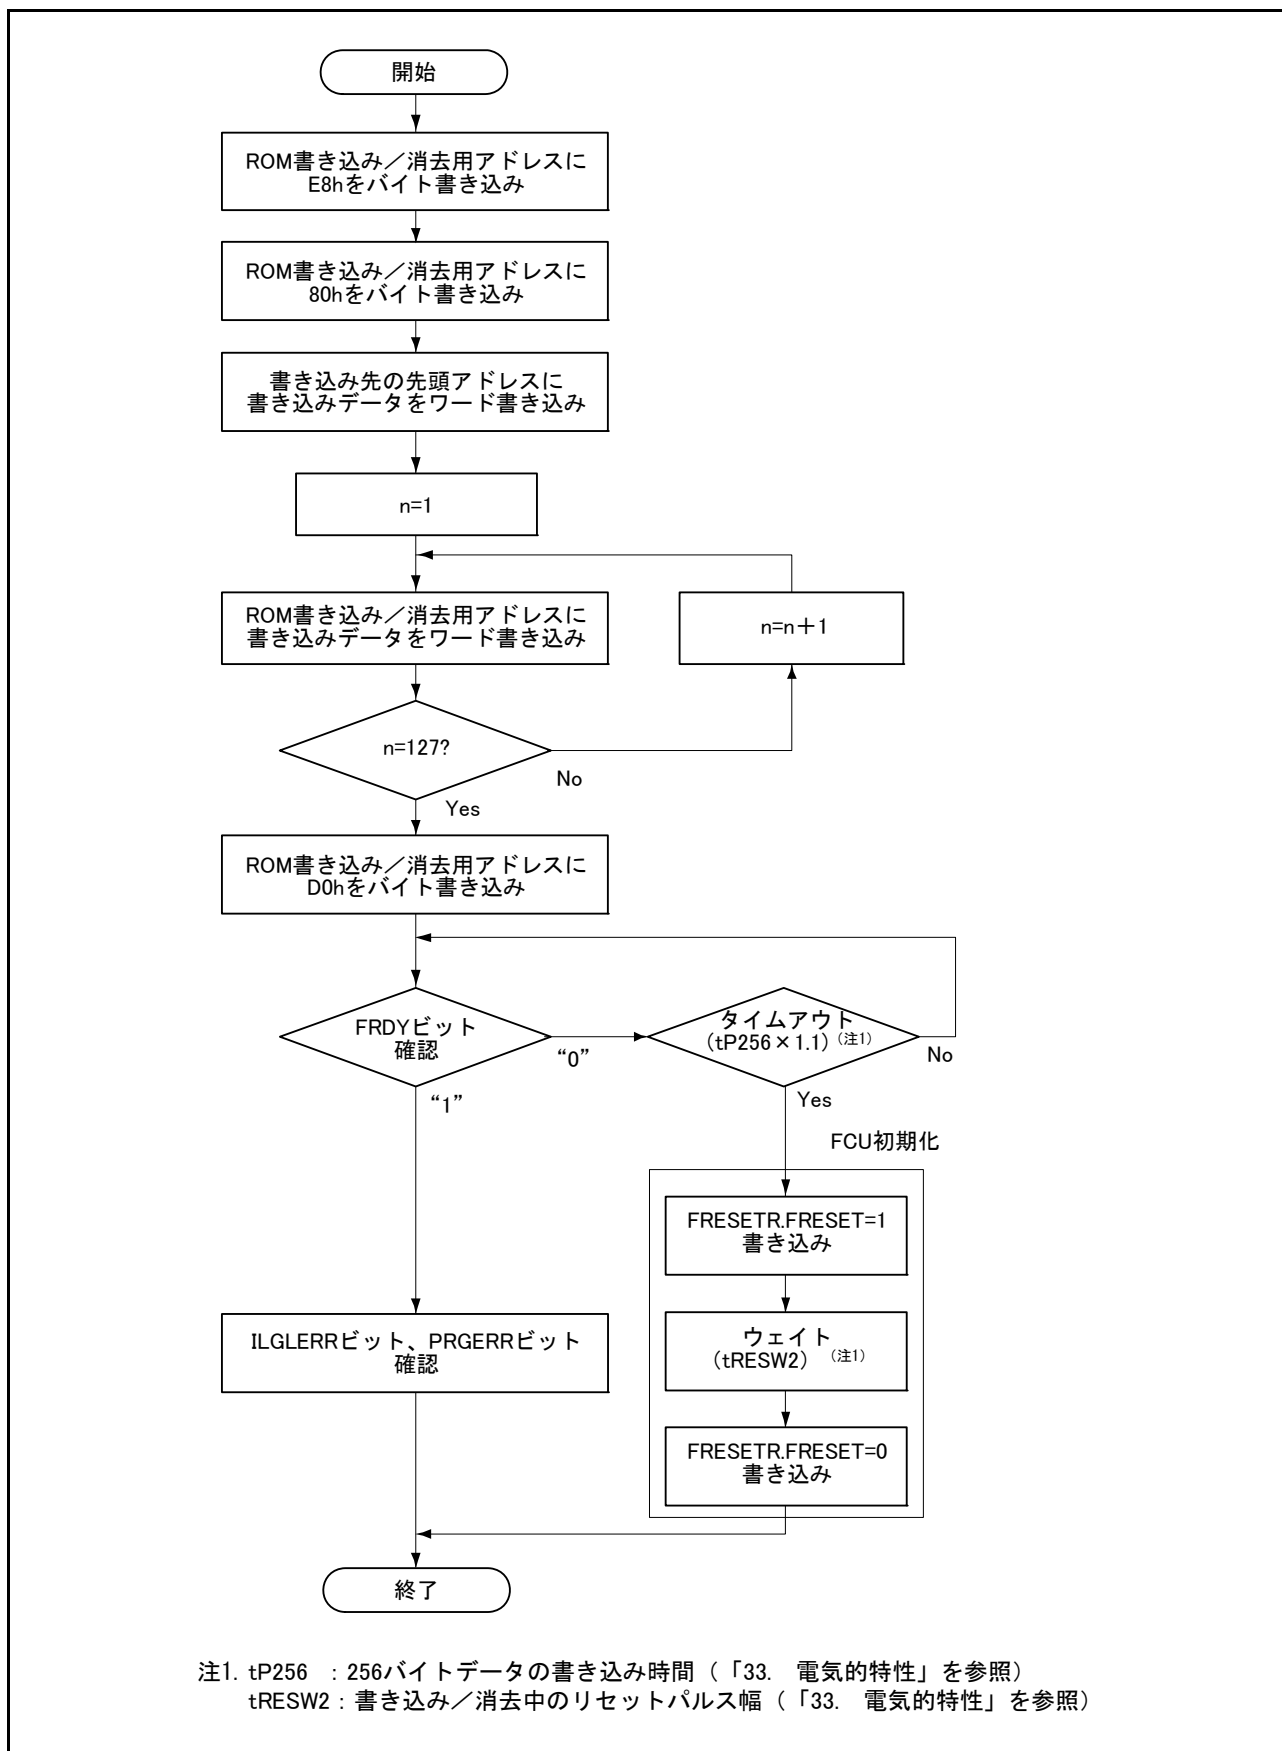 開始
ROM書き込み／消去用アドレスに
E8hをバイト書き込み
ROM書き込み／消去用アドレスに
80hをバイト書き込み
書き込み先の先頭アドレスに
書き込みデータをワード書き込み
n=1
ROM書き込み／消去用アドレスに
書き込みデータをワード書き込み
n=n＋1
n=127?
No
Yes
ROM書き込み／消去用アドレスに
D0hをバイト書き込み
FRDYビット
確認
“0”
“1”
タイムアウト
（tP256×1.1）（注1）
No
Yes
FCU初期化
FRESETR.FRESET=1
書き込み
ウェイト
（tRESW2）（注1）
FRESETR.FRESET=0
書き込み
ILGLERRビット、PRGERRビット
確認
終了
注1. tP256 ：256バイトデータの書き込み時間（「33. 電気的特性」を参照）
tRESW2：書き込み／消去中のリセットパルス幅（「33. 電気的特性」を参照）